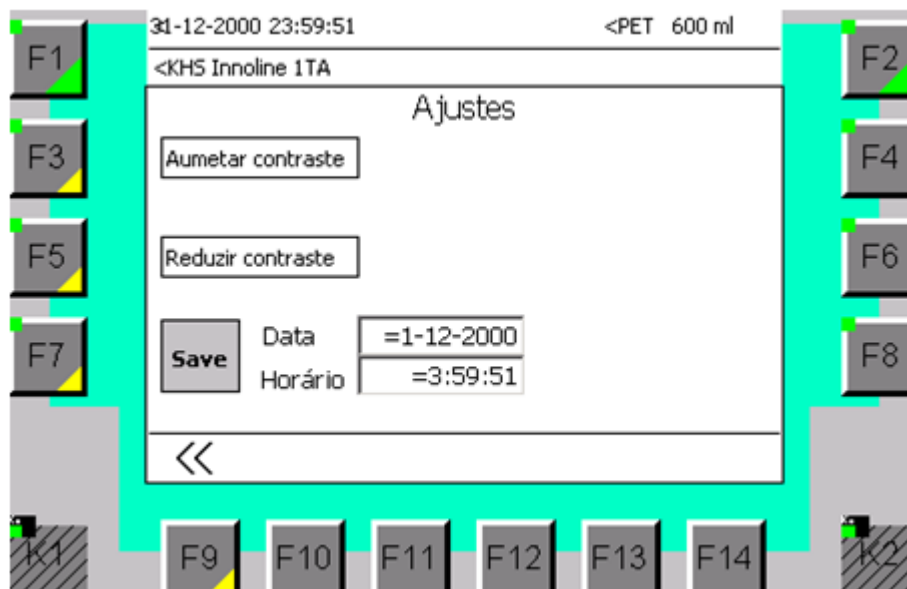 31-12-2000 23:59:51 <PET 600 ml
<KHS Innoline 1TA
Ajustes
F1
F2
Aumetar contraste
F3
F4
Reduzir contraste
F5
F6
Save
Data =1-12-2000
Horário =3:59:51
F7
F8
<<
K1
F9
F10
F11
F12
F13
F14
K2